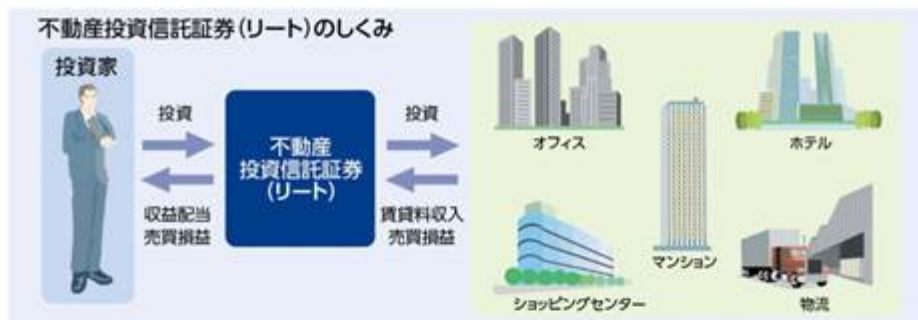 不動産投資信託証券(リート)のしくみ
投資家
投資
収益配当
売買損益
不動産
投資信託証券
(リート)
投資
賃貸料収入
売買損益
オフィス
ホテル
マンション
ショッピングセンター
物流